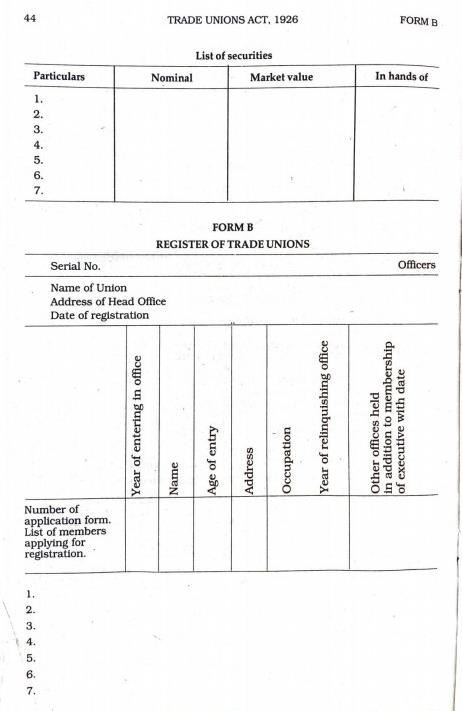 44 TRADE UNIONS ACT, 1926 FORM B
List of securities
Particulars Nominal Market value In hands of
1.
2.
3.
4.
5.
6.
7.
FORM B
REGISTER OF TRADE UNIONS
Serial No. Officers
Name of Union
Address of Head Office
Date of registration
Year of entering in office
Name
Age of entry
Address
Occupation
Year of relinquishing office
Other offices held
in addition to membership
of executive with date
Number of
application form.
List of members
applying for
registration.
1.
2.
3.
4.
5.
6.
7.